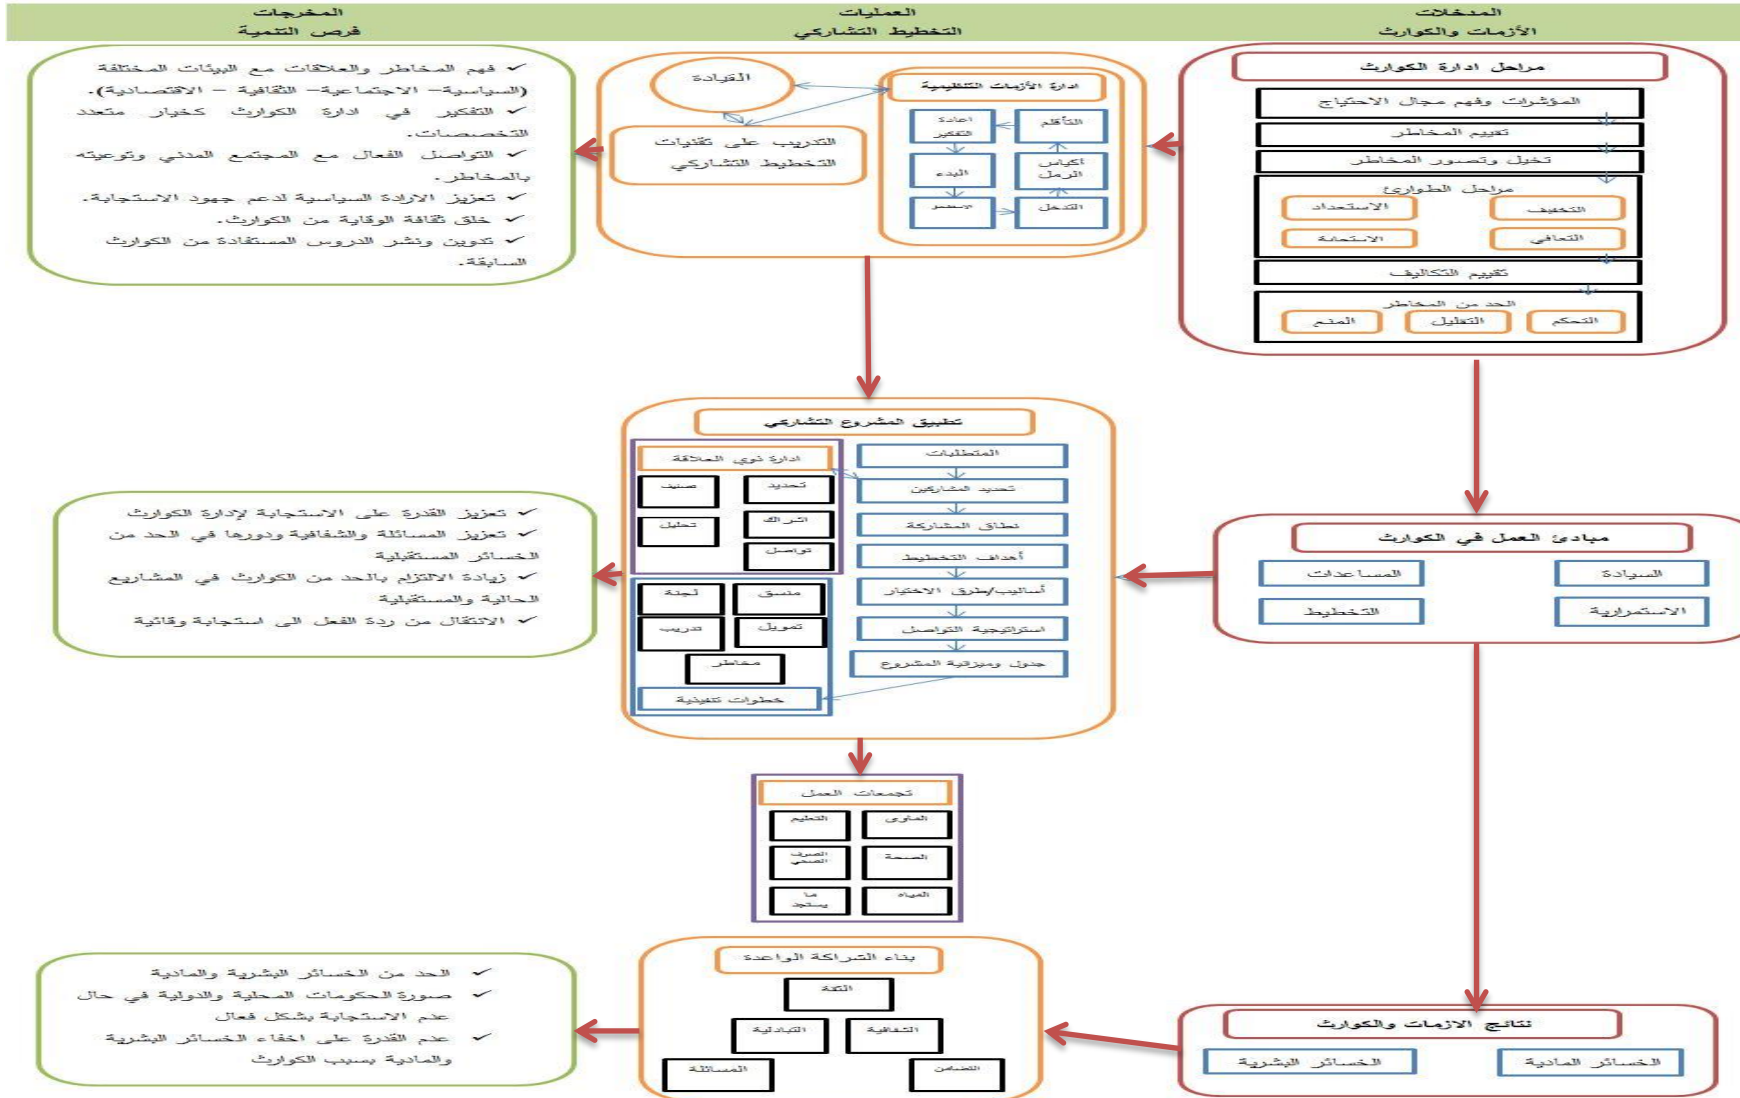 المدخلات
الأزمات والكوارث
العمليات
التخطيط التشاركي
المخرجات
فرص التنمية
مراحل ادارة الكوارث
المؤشرات وفهم مجال الاحتياج
تقييم المخاطر
تخيل وتصور المخاطر
مراحل الطوارئ
التخفيف
الاستعداد
التعافي
الاستجابة
تقييم التكاليف
الحد من المخاطر
التحكم
التقليل
المنع
ادارة الأزمات التنظيمية
التأقلم
اعادة
التفكير
أكياس
الرمل
البدء
التدخل
القيادة
التدريب على تقنيات
التخطيط التشاركي
✓ فهم المخاطر والعلاقات مع البيئات المختلفة
(السياسية– الاجتماعية– الثقافية – الاقتصادية).
✓ التفكير في ادارة الكوارث كخيار متعدد
التخصصات.
✓ التواصل الفعال مع المجتمع المدني وتوعيته
بالمخاطر.
✓ تعزيز الارادة السياسية لدعم جهود الاستجابة.
✓ خلق ثقافة الوقاية من الكوارث.
✓ تدوين ونشر الدروس المستفادة من الكوارث
السابقة.
مبادئ العمل في الكوارث
السيادة
المساعدات
الاستمرارية
التخطيط
تطبيق المشروع التشاركي
المتطلبات
تحديد المشاركين
نطاق المشاركة
أهداف التخطيط
أساليب/طرق الاختيار
استراتيجية التواصل
جدول وميزانية المشروع
ادارة ذوي العلاقة
تحديد
صنيف
اشراك
تحليل
تواصل
منسق
لجنة
تمويل
تدريب
مخاطر
خطوات تنفيذية
✓ تعزيز القدرة على الاستجابة لإدارة الكوارث
✓ تعزيز المسائلة والشفافية ودورها في الحد من
الخسائر المستقبلية
✓ زيادة الالتزام بالحد من الكوارث في المشاريع
الحالية والمستقبلية
✓ الانتقال من ردة الفعل الى استجابة وقائية
تجمعات العمل
المأوى
التعليم
الصحة
الصرف
الصحي
المياه
ما
يستجد
نتائج الازمات والكوارث
الخسائر المادية
الخسائر البشرية
بناء الشراكة الواعدة
الثقة
الشفافية
التبادلية
التضامن
المسائلة
✓ الحد من الخسائر البشرية والمادية
✓ صورة الحكومات المحلية والدولية في حال
عدم الاستجابة بشكل فعال
✓ عدم القدرة على اخفاء الخسائر البشرية
والمادية بسبب الكوارث